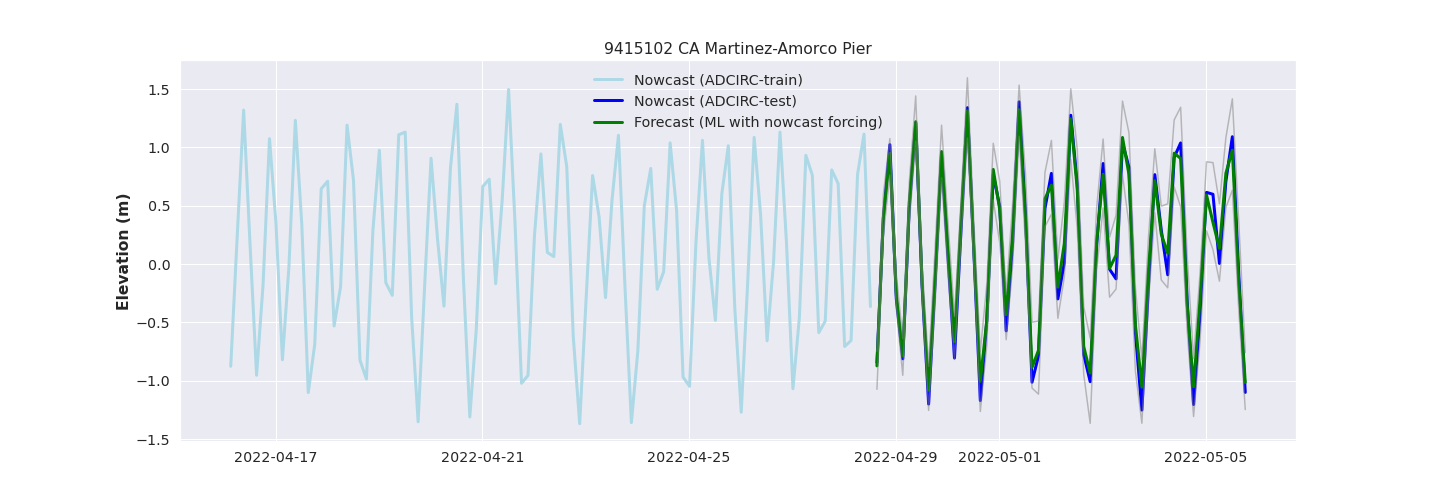 9415102 CA Martinez-Amorco Pier
Nowcast (ADCIRC-train)
Nowcast (ADCIRC-test)
Forecast (ML with nowcast forcing)
Elevation (m)
1.5
1.0
0.5
0.0
−0.5
−1.0
−1.5
2022-04-17 2022-04-21 2022-04-25 2022-04-29 2022-05-01 2022-05-05